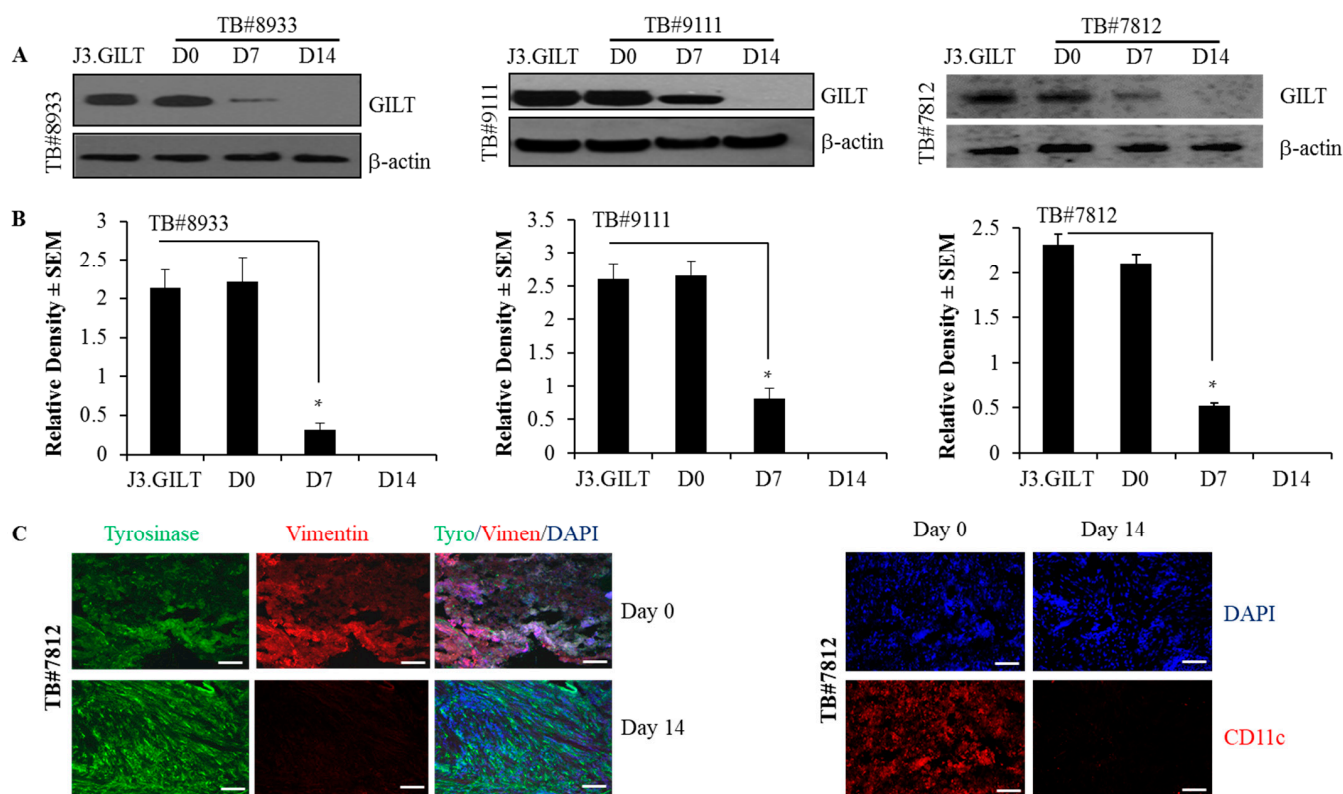 A
TB#8933
J3.GILT D0 D7 D14
TB#8933
GILT
β-actin
TB#9111
J3.GILT D0 D7 D14
TB#9111
GILT
β-actin
TB#7812
J3.GILT D0 D7 D14
TB#7812
GILT
β-actin
B
TB#8933
Relative Density ± SEM
3
2.5
2
1.5
1
0.5
0
*
J3.GILT D0 D7 D14
TB#9111
Relative Density ± SEM
3.5
3
2.5
2
1.5
1
0.5
0
*
J3.GILT D0 D7 D14
TB#7812
Relative Density ± SEM
2.5
2
1.5
1
0.5
0
*
J3.GILT D0 D7 D14
C
Tyrosinase Vimentin Tyro/Vimen/DAPI
TB#7812
Day 0
Day 14
Day 0 Day 14
TB#7812
DAPI
CD11c